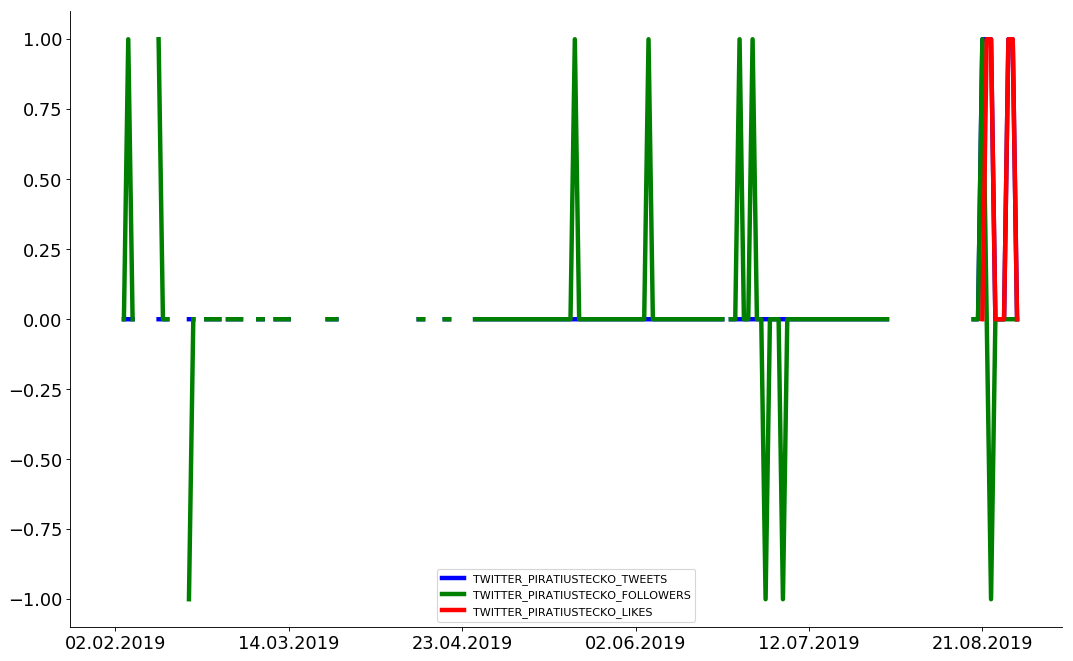 1.00
0.75
0.50
0.25
0.00
−0.25
−0.50
−0.75
−1.00
TWITTER_PIRATIUSTECKO_TWEETS
TWITTER_PIRATIUSTECKO_FOLLOWERS
TWITTER_PIRATIUSTECKO_LIKES
02.02.2019 14.03.2019 23.04.2019 02.06.2019 12.07.2019 21.08.2019